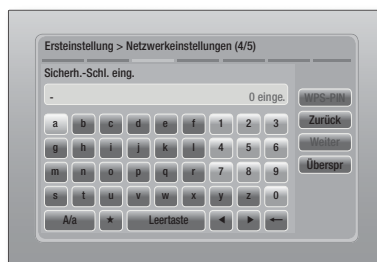 Ersteinstellung > Netzwerkeinstellungen (4/5)
Sicherh.-Schl. eing.
- 0 einge. WPS-PIN
a b c d e f 1 2 3 Zurück
g h i j k l 4 5 6 Weiter
m n o p q r 7 8 9 Überspr
s t u v w x y z 0
A/a ★ Leertaste ◀ ▶ ←